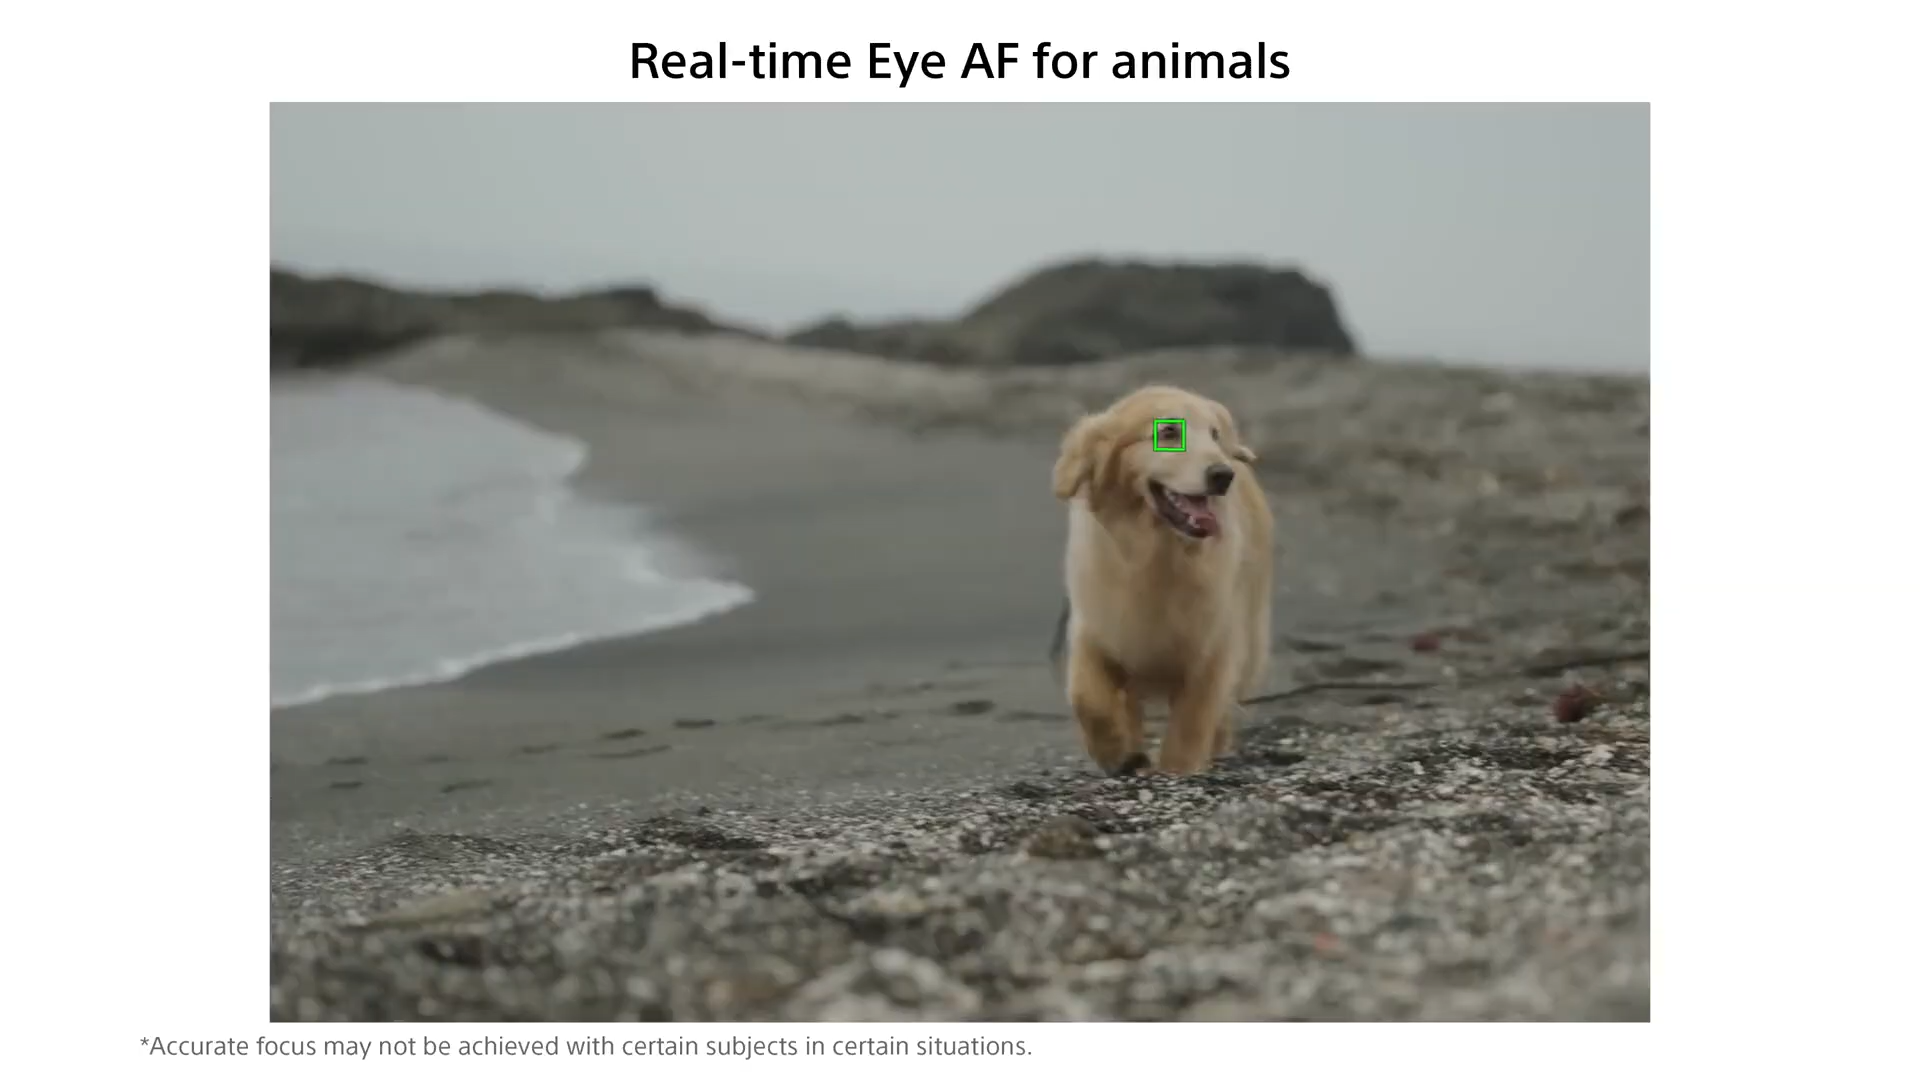 Real-time Eye AF for animals
*Accurate focus may not be achieved with certain subjects in certain situations.